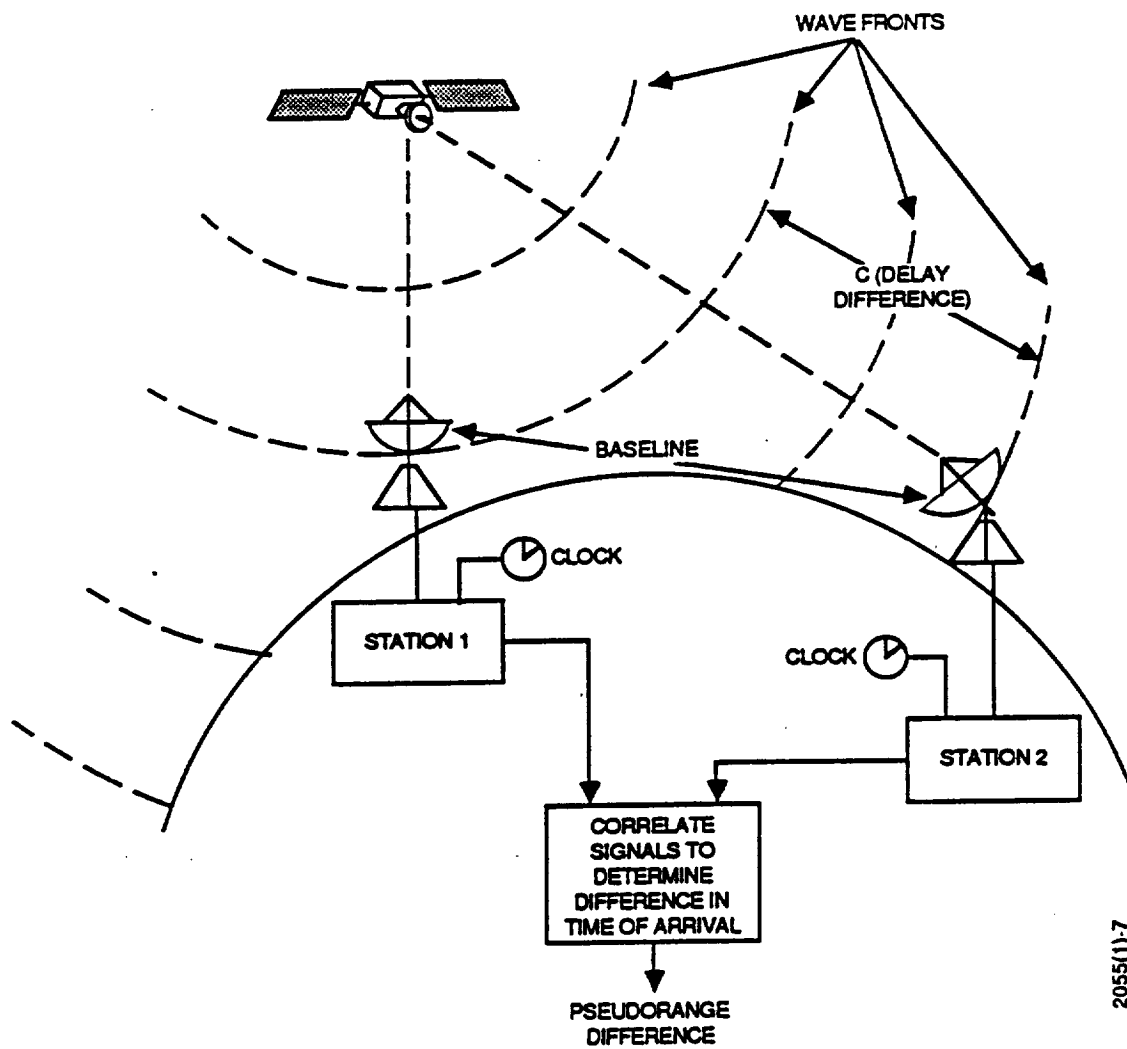 WAVE FRONTS
C (DELAY
DIFFERENCE)
BASELINE
CLOCK
STATION 1
CLOCK
STATION 2
CORRELATE
SIGNALS TO
DETERMINE
DIFFERENCE IN
TIME OF ARRIVAL
PSEUDORANGE
DIFFERENCE
2055(1)-7